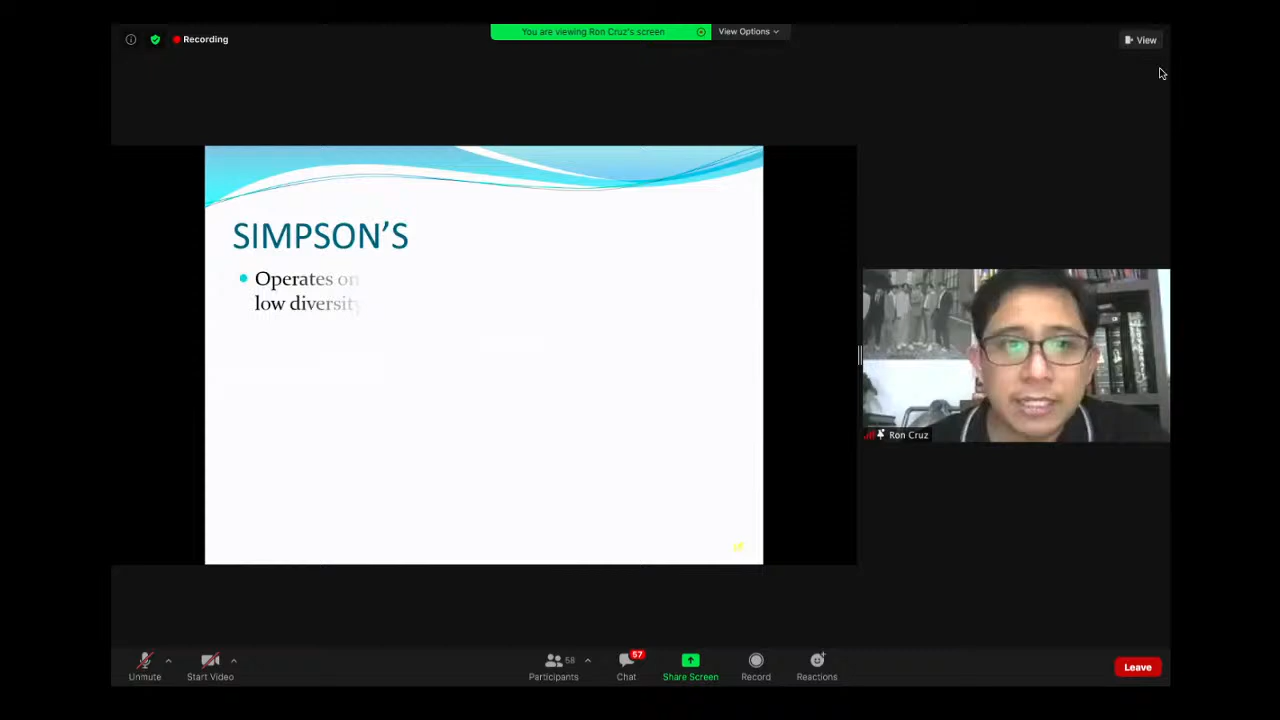 Recording
You are viewing Ron Cruz's screen
View Options
View
SIMPSON'S
Operates on
low diversity
Ron Cruz
Unmute
Start Video
58
Participants
57
Chat
Share Screen
Record
Reactions
Leave